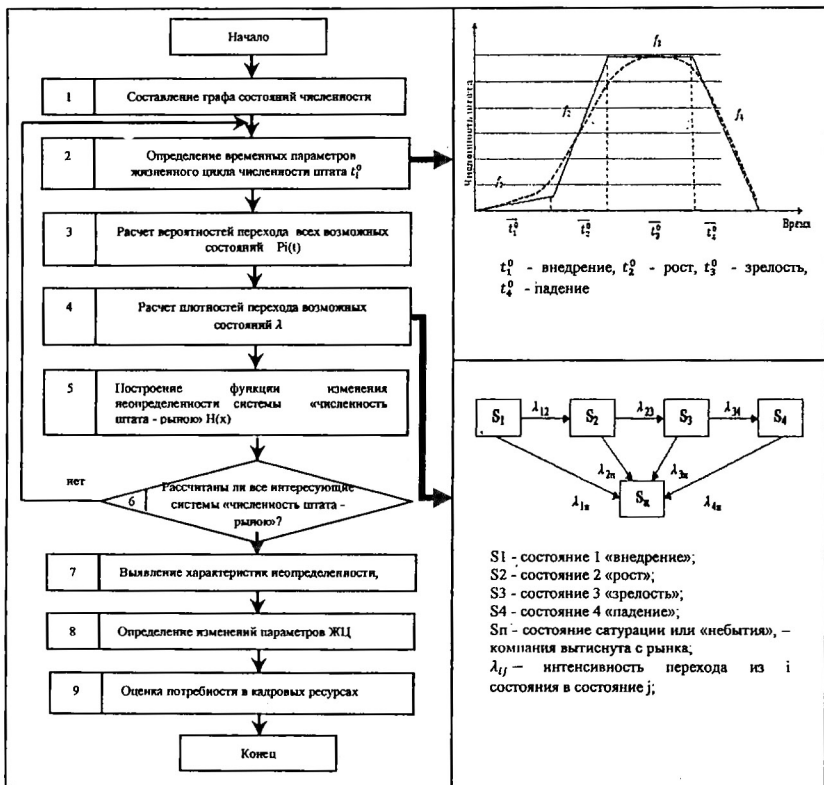 Начало
1 Составление графа состояний численности
2 Определение временных параметров
жизненного цикла численности штата t₁⁰
3 Расчет вероятностей перехода всех возможных
состояний Pi(t)
4 Расчет плотностей перехода возможных
состояний λ
5 Построение функции изменения
неопределенности системы «численность
штата - рыною» H(x)
нет
6 Рассчитаны ли все интересующие
системы «численность штата -
рыною»?
7 Выявление характеристик неопределенности,
8 Определение изменений параметров ЖЦ
9 Оценка потребности в кадровых ресурсах
Конец
Численность штата
f₁
f₂
f₃
f₄
t₁⁰ t₂⁰ t₃⁰ t₄⁰ Время
t₁⁰ - внедрение, t₂⁰ - рост, t₃⁰ - зрелость,
t₄⁰ - падение
S₁ λ₁₂ S₂ λ₂₃ S₃ λ₃₄ S₄
λ₂п λ₃п
λ₁п Sп λ₄п
S1 - состояние 1 «внедрение»;
S2 - состояние 2 «рост»;
S3 - состояние 3 «зрелость»;
S4 - состояние 4 «падение»;
Sп - состояние сатурации или «небытия», –
компания вытиснута с рынка;
λᵢⱼ – интенсивность перехода из i
состояния в состояние j;